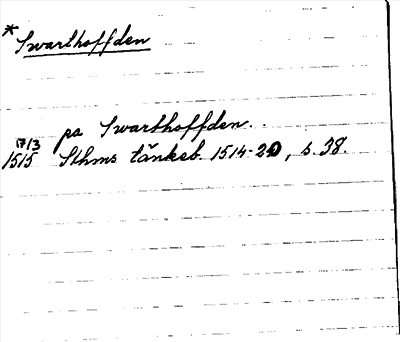 * Swarthoffden
pa Swarthoffden.
17/3
1515 Sthms tänkeb. 1514-20, s. 38.